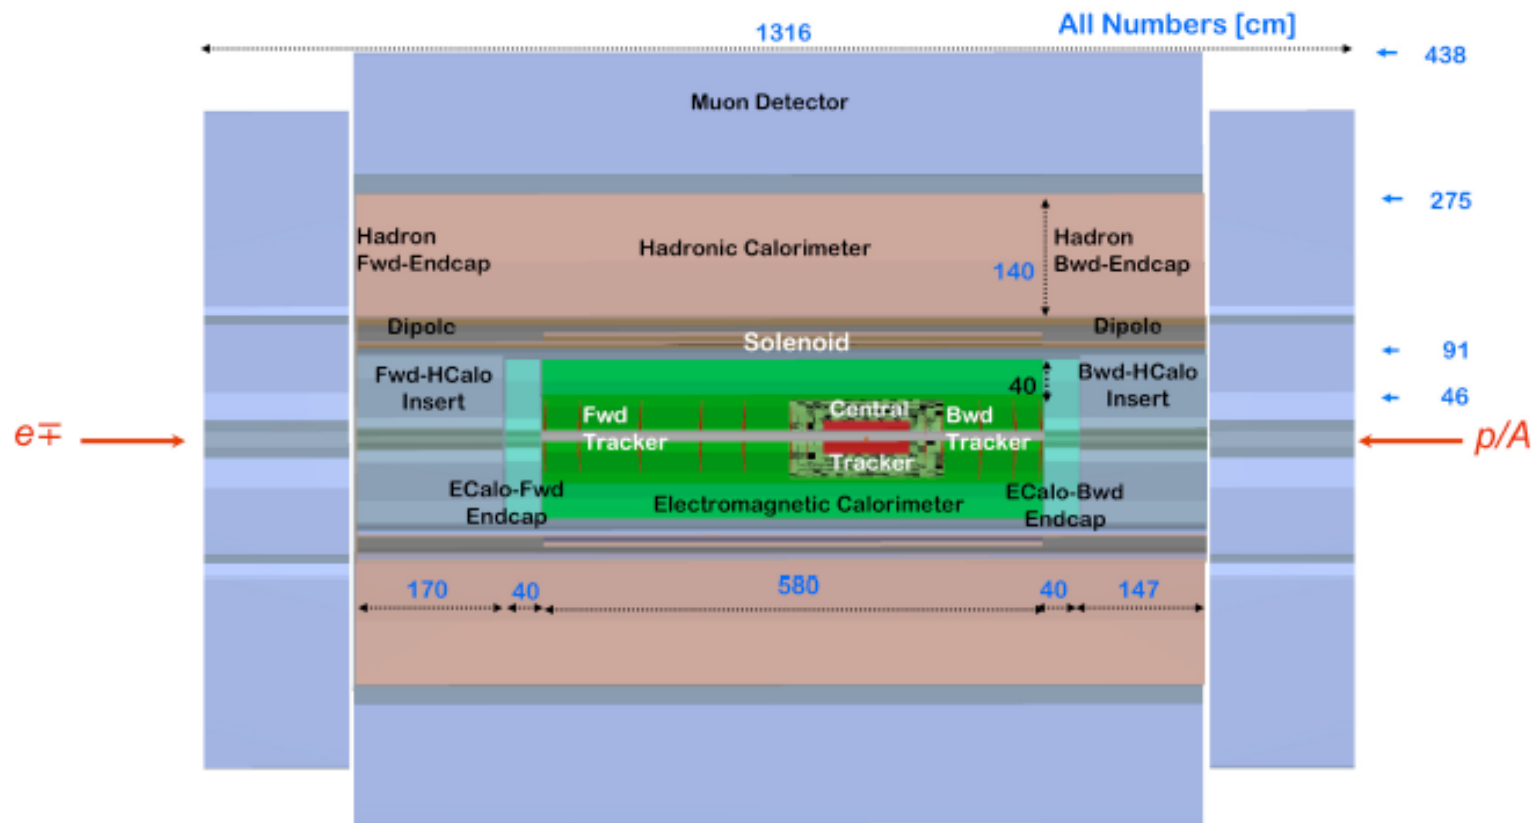 All Numbers [cm]
1316
438
Muon Detector
275
Hadron
Fwd-Endcap
Hadronic Calorimeter
Hadron
Bwd-Endcap
140
Dipole
Dipole
Solenoid
91
Fwd-HCalo
Insert
40
Bwd-HCalo
Insert
46
Fwd
Tracker
Central
Tracker
Bwd
Tracker
e∓
p/A
ECalo-Fwd
Endcap
Electromagnetic Calorimeter
ECalo-Bwd
Endcap
170
40
580
40
147